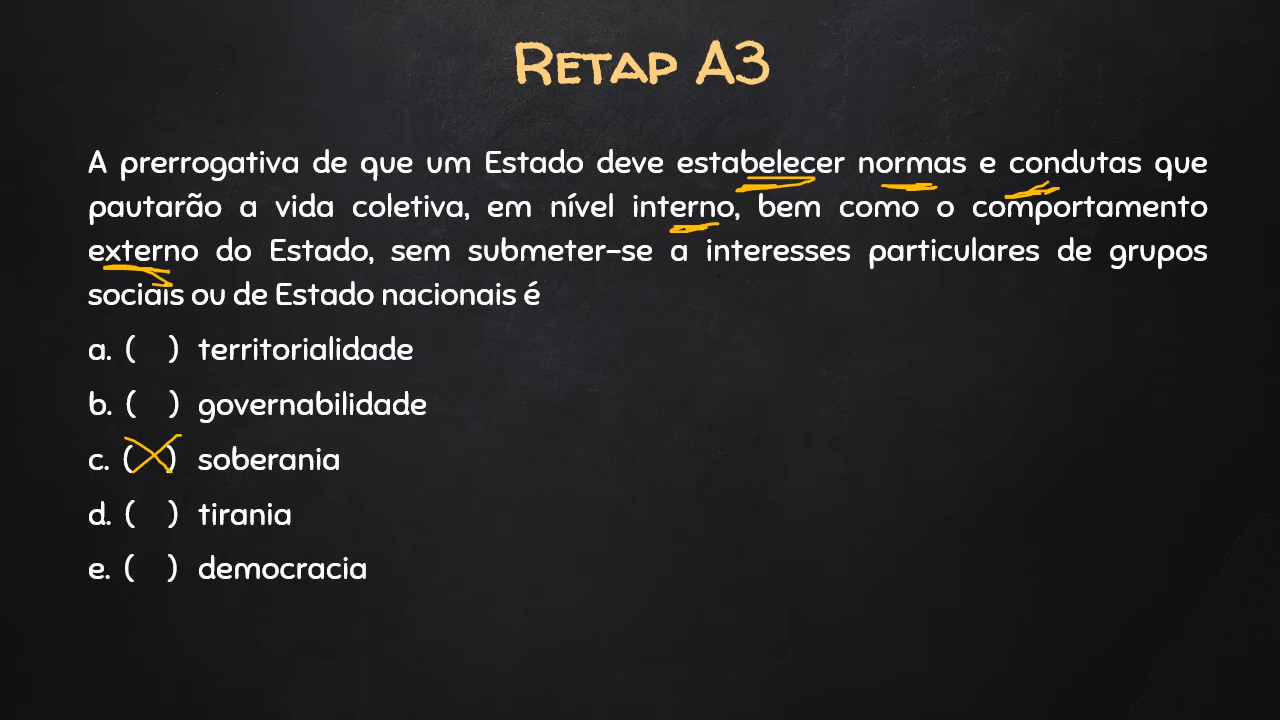 Retap A3
A prerrogativa de que um Estado deve estabelecer normas e condutas que
pautarão a vida coletiva, em nível interno, bem como o comportamento
externo do Estado, sem submeter-se a interesses particulares de grupos
sociais ou de Estado nacionais é
a. ( ) territorialidade
b. ( ) governabilidade
c. (X) soberania
d. ( ) tirania
e. ( ) democracia